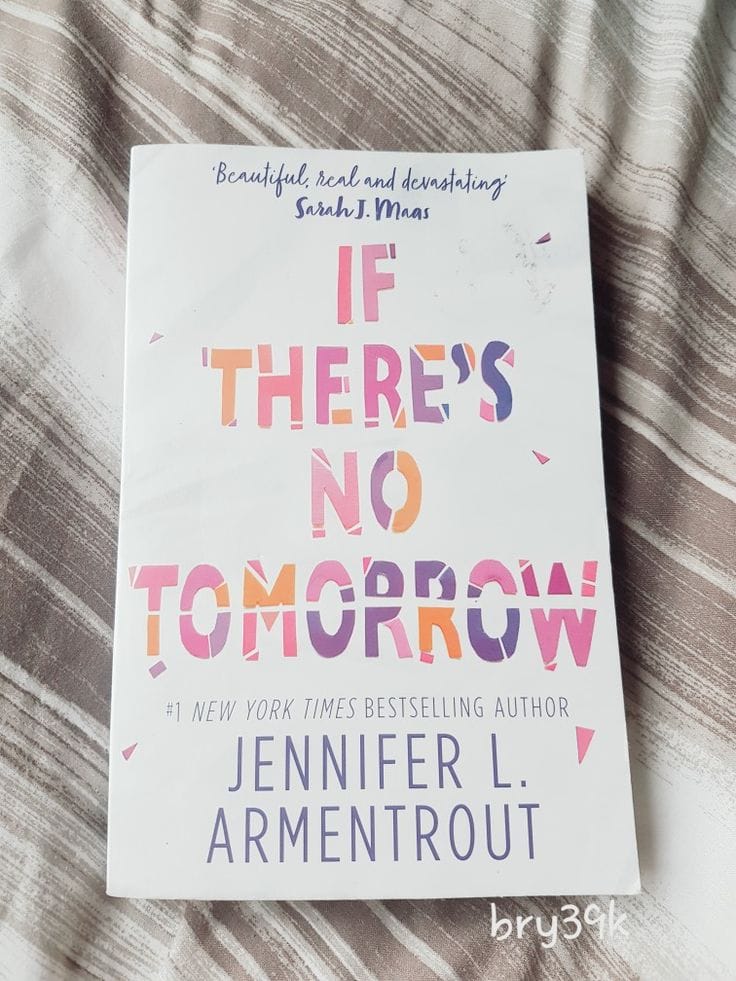 'Beautiful, real and devastating'
Sarah J. Maas
IF
THERE'S
NO
TOMORROW
#1 NEW YORK TIMES BESTSELLING AUTHOR
JENNIFER L.
ARMENTROUT
bry39k